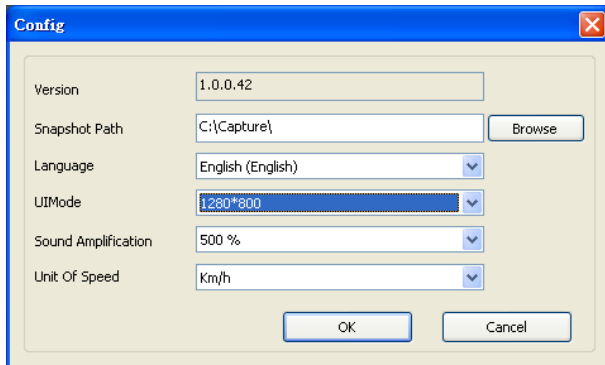 Config
Version 1.0.0.42
Snapshot Path C:\Capture\ Browse
Language English (English)
UIMode 1280*800
Sound Amplification 500 %
Unit Of Speed Km/h
OK Cancel